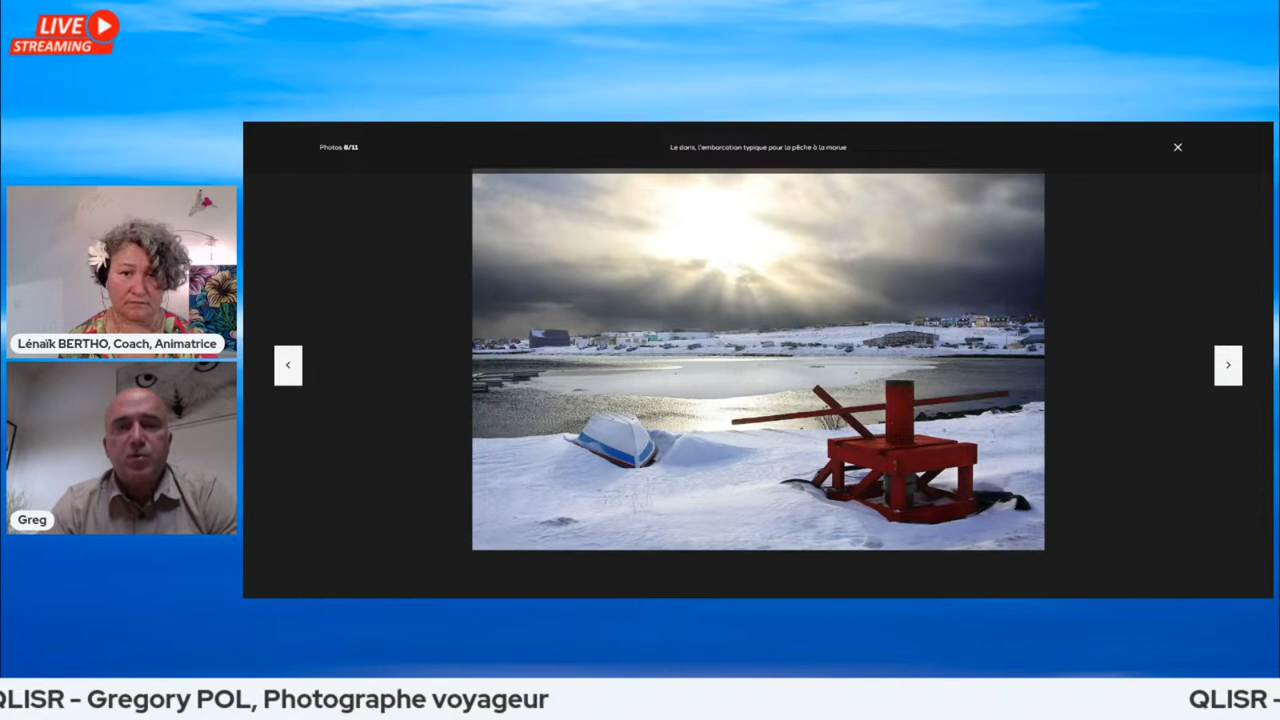 LIVE
STREAMING
Photos 8/11
Le doris, l'embarcation typique pour la pêche à la morue
Lénaïk BERTHO, Coach, Animatrice
Greg
QLISR - Gregory POL, Photographe voyageur
QLISR -